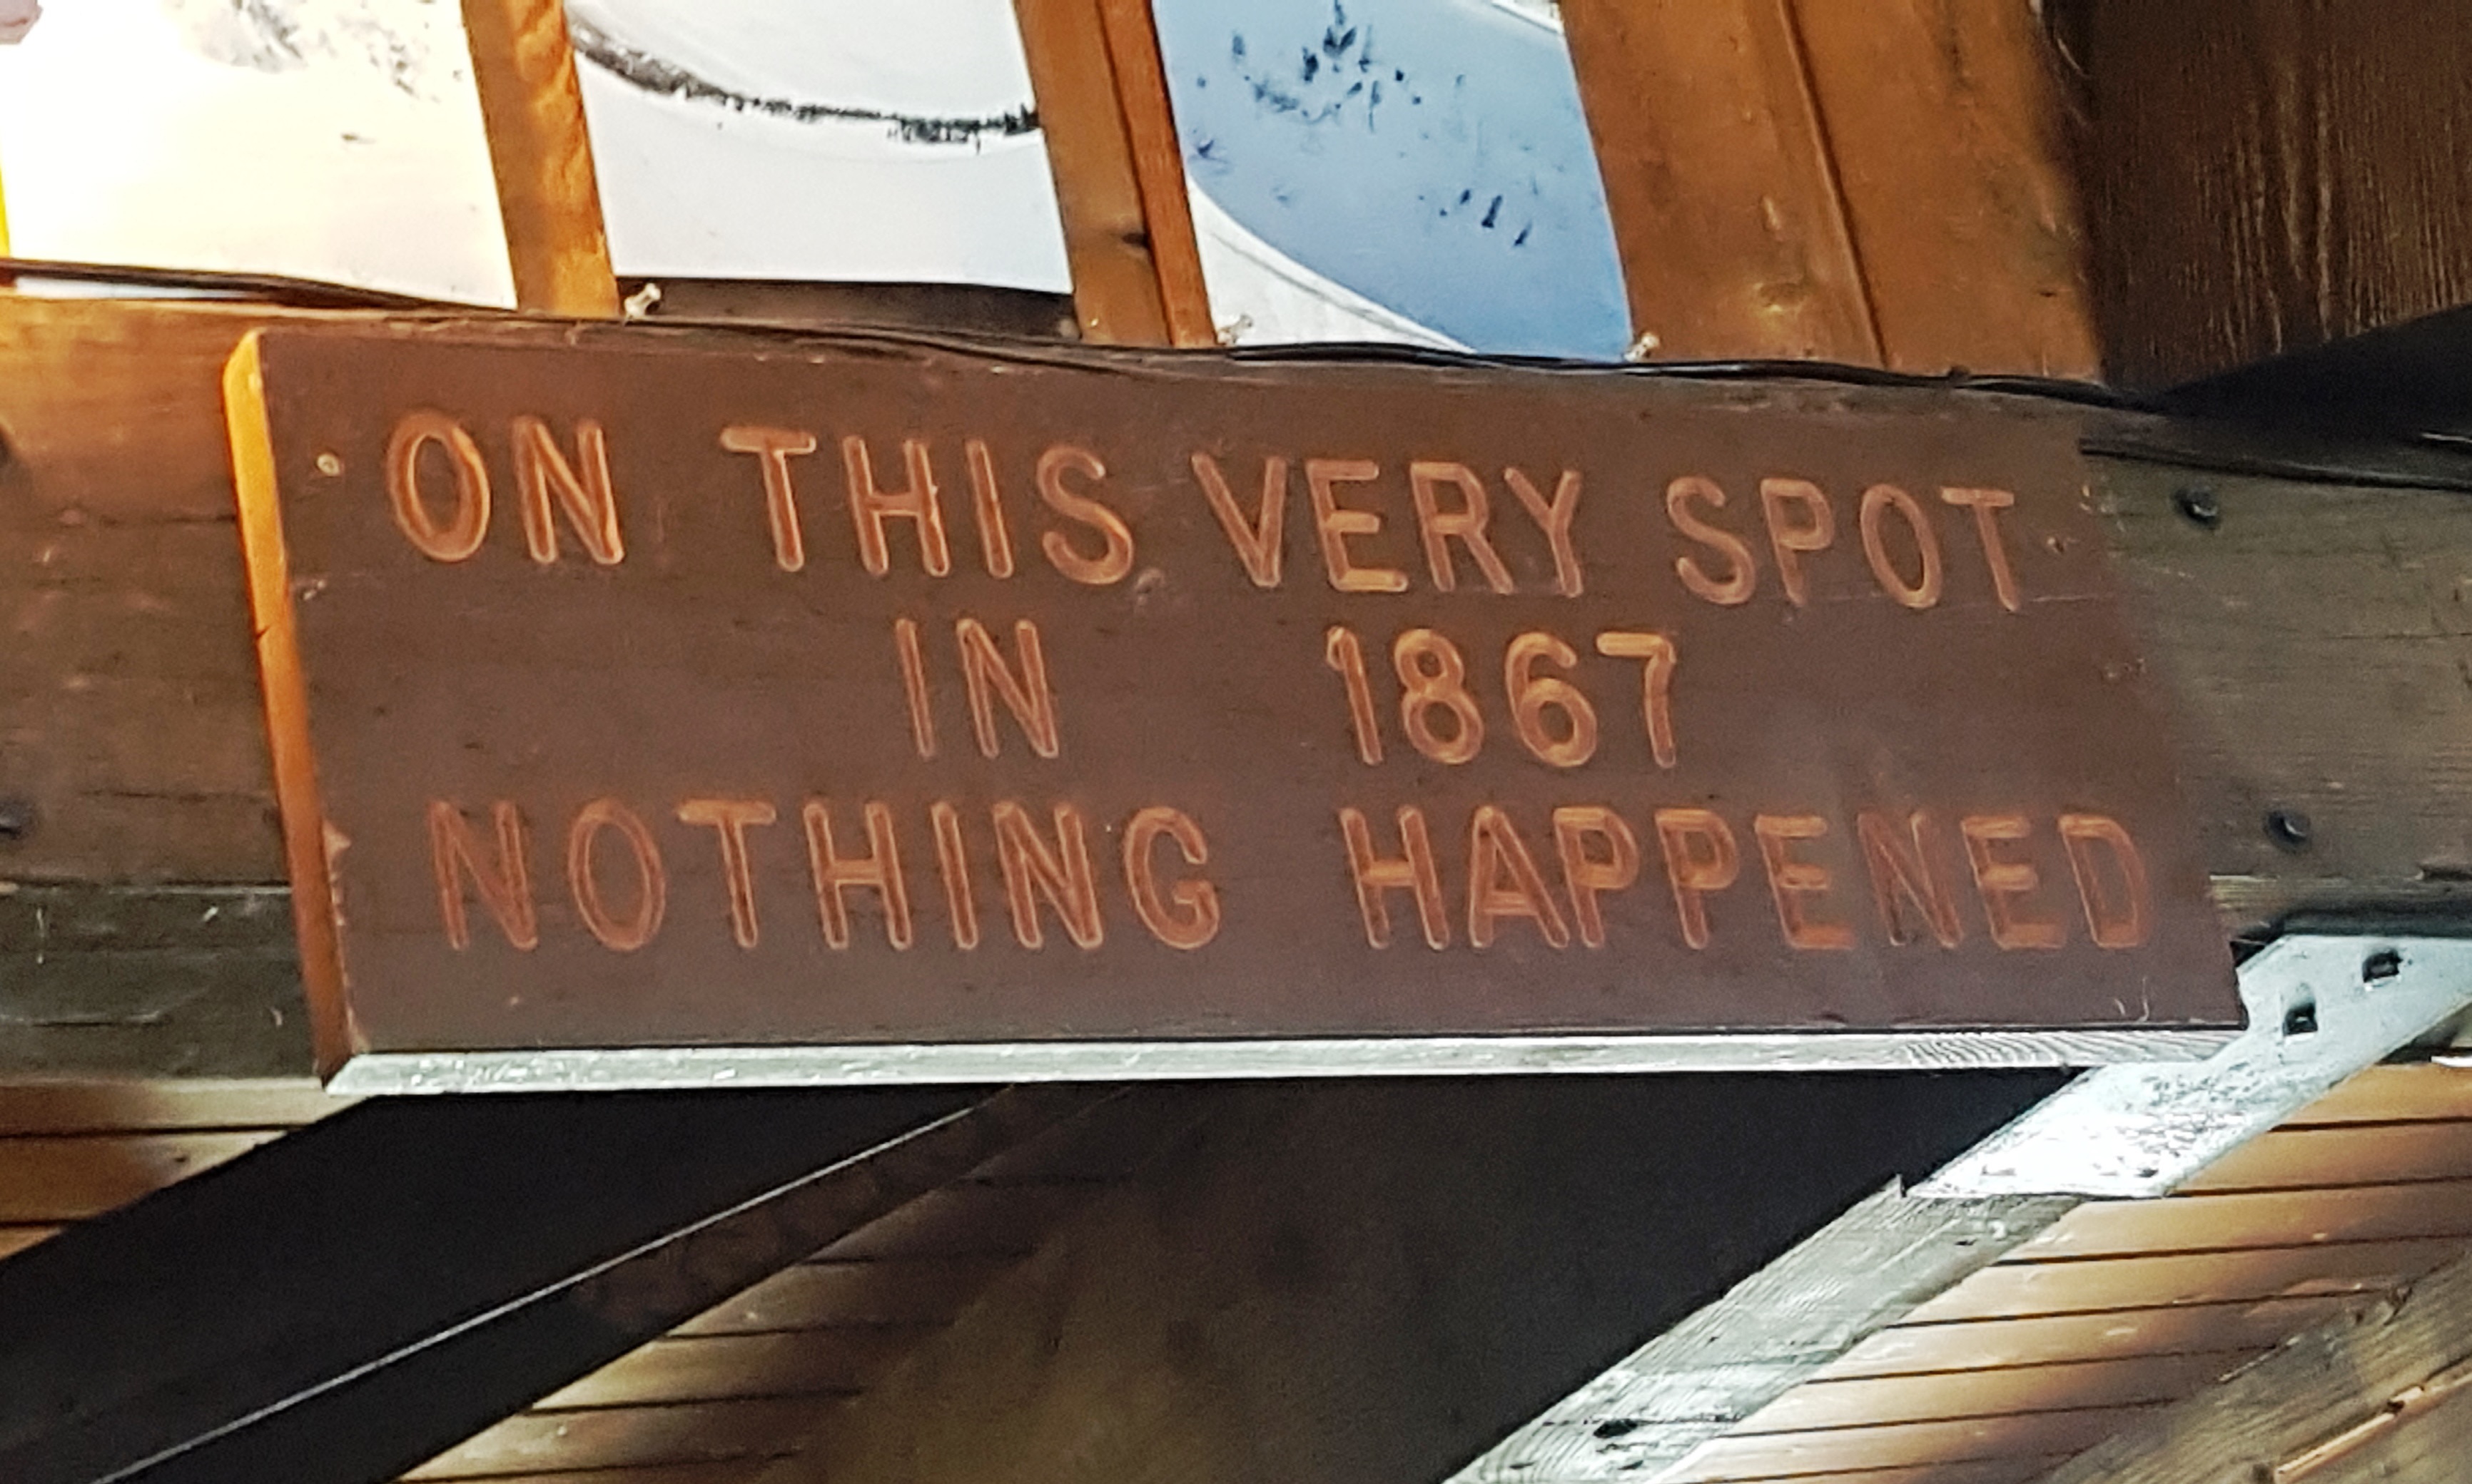 ON THIS VERY SPOT
IN 1867
NOTHING HAPPENED